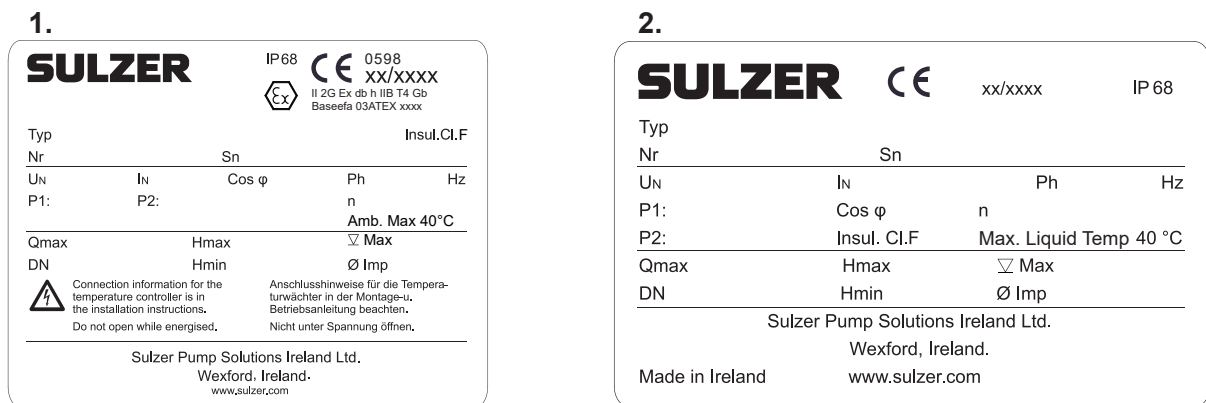 1.
SULZER IP68 CE 0598
xx/xxxx
Ex II 2G Ex db h IIB T4 Gb
Baseefa 03ATEX xxxx
Typ Insul.Cl.F
Nr Sn
UN IN Cos φ Ph Hz
P1: P2: n
Amb. Max 40°C
Qmax Hmax ▽ Max
DN Hmin Ø Imp
Connection information for the
temperature controller is in
the installation instructions.
Do not open while energised.
Anschlusshinweise für die Tempera-
turwächter in der Montage-u.
Betriebsanleitung beachten.
Nicht unter Spannung öffnen.
Sulzer Pump Solutions Ireland Ltd.
Wexford, Ireland.
www.sulzer.com
2.
SULZER CE xx/xxxx IP 68
Typ
Nr Sn
UN IN Ph Hz
P1: Cos φ n
P2: Insul. Cl.F Max. Liquid Temp 40 °C
Qmax Hmax ▽ Max
DN Hmin Ø Imp
Sulzer Pump Solutions Ireland Ltd.
Wexford, Ireland.
Made in Ireland www.sulzer.com